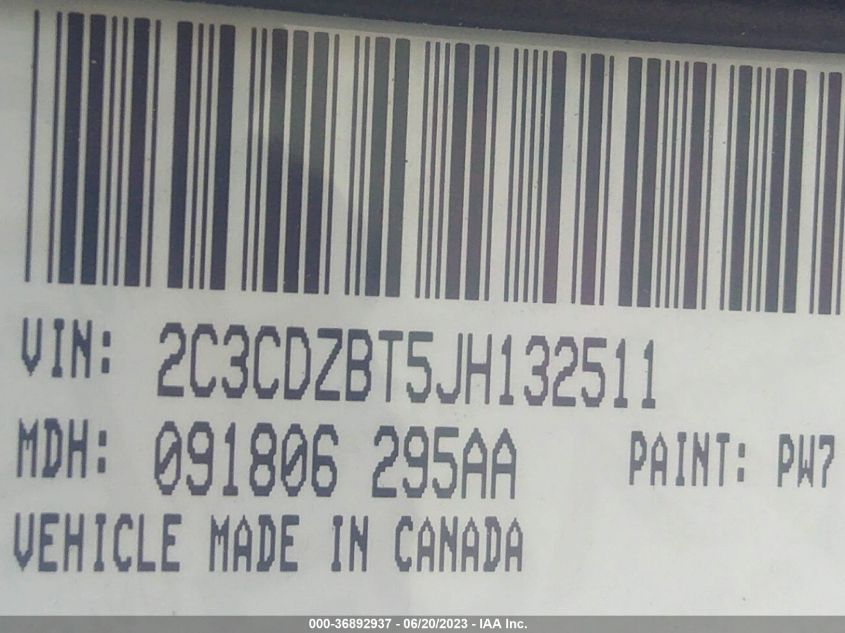 VIN: 2C3CDZBT5JH132511
MDH: 091806 295AA PAINT: PW7
VEHICLE MADE IN CANADA
000-36892937 - 06/20/2023 - IAA Inc.